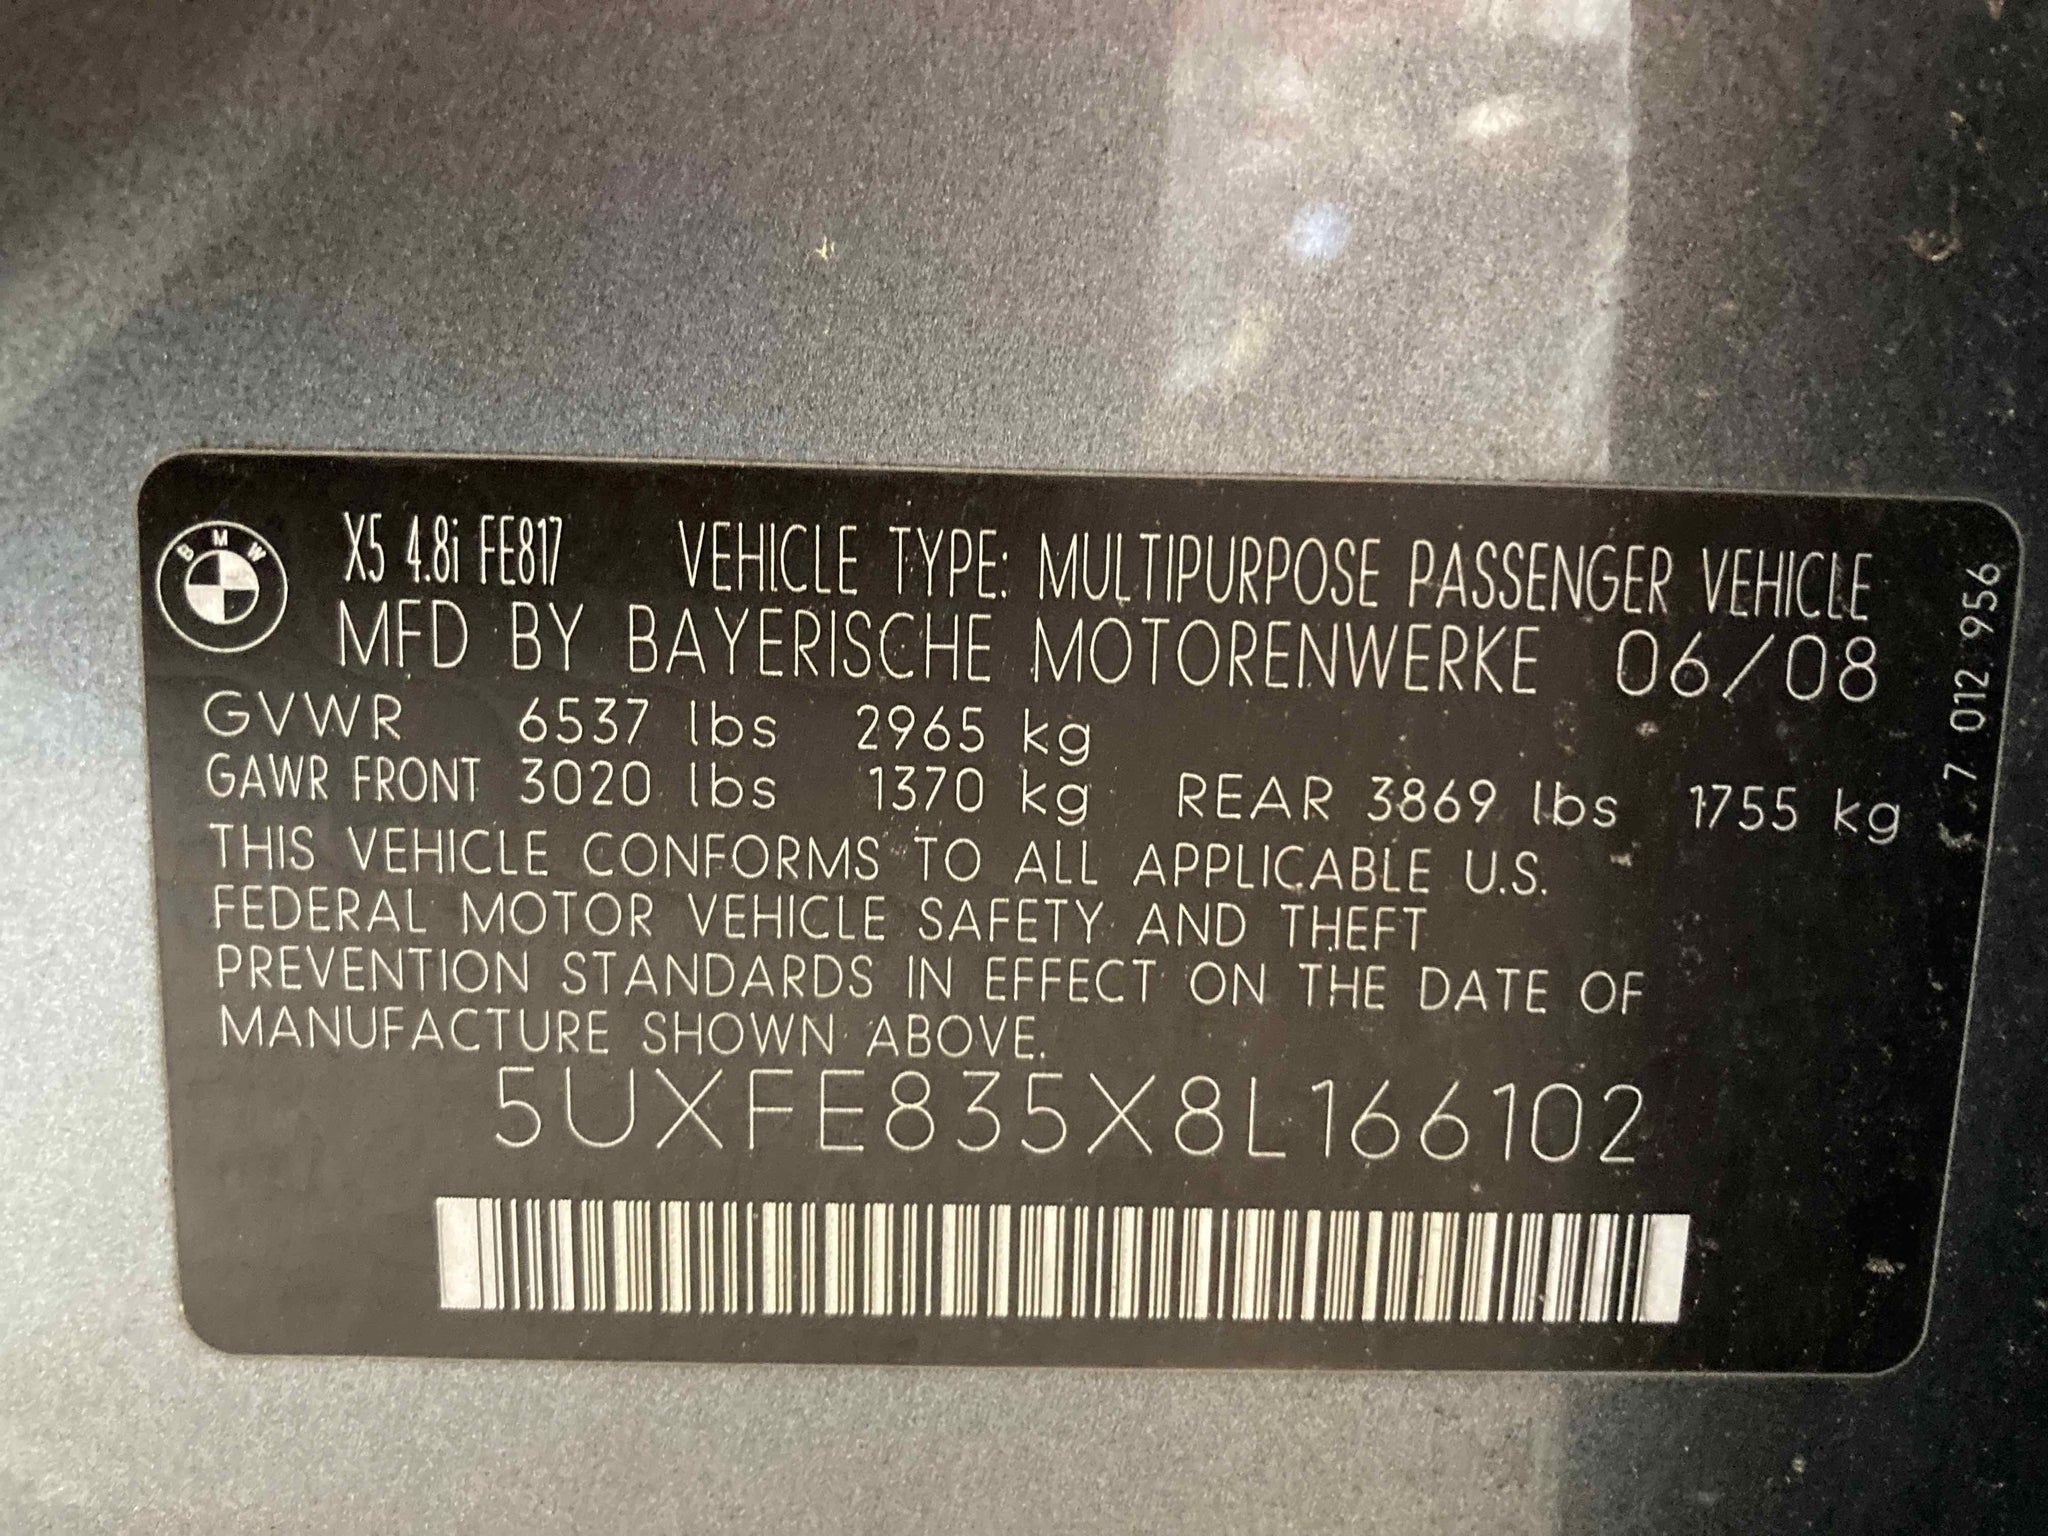 BMW
X5 4.8i FE817 VEHICLE TYPE: MULTIPURPOSE PASSENGER VEHICLE
MFD BY BAYERISCHE MOTORENWERKE 06/08
GVWR 6537 lbs 2965 kg
GAWR FRONT 3020 lbs 1370 kg REAR 3869 lbs 1755 kg
THIS VEHICLE CONFORMS TO ALL APPLICABLE U.S.
FEDERAL MOTOR VEHICLE SAFETY AND THEFT
PREVENTION STANDARDS IN EFFECT ON THE DATE OF
MANUFACTURE SHOWN ABOVE.
5UXFE835X8L166102
7 012 956